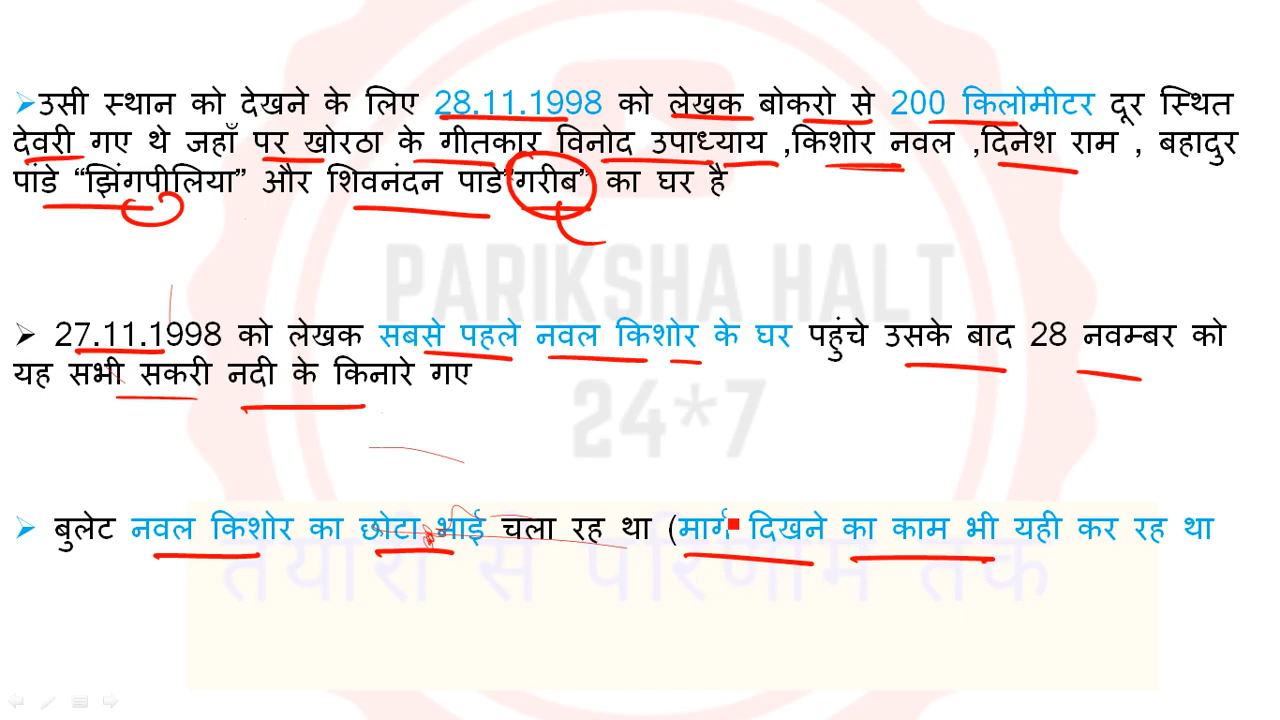 ➢उसी स्थान को देखने के लिए 28.11.1998 को लेखक बोकरो से 200 किलोमीटर दूर स्थित
देवरी गए थे जहाँ पर खोरठा के गीतकार विनोद उपाध्याय ,किशोर नवल ,दिनेश राम , बहादुर
पांडे “झिंगपीलिया” और शिवनंदन पाडे”गरीब” का घर है
PARIKSHA HALT
➢ 27.11.1998 को लेखक सबसे पहले नवल किशोर के घर पहुंचे उसके बाद 28 नवम्बर को
यह सभी सकरी नदी के किनारे गए
24*7
➢ बुलेट नवल किशोर का छोटा भाई चला रह था (मार्ग दिखने का काम भी यही कर रह था
तैयारी से परिणाम तक